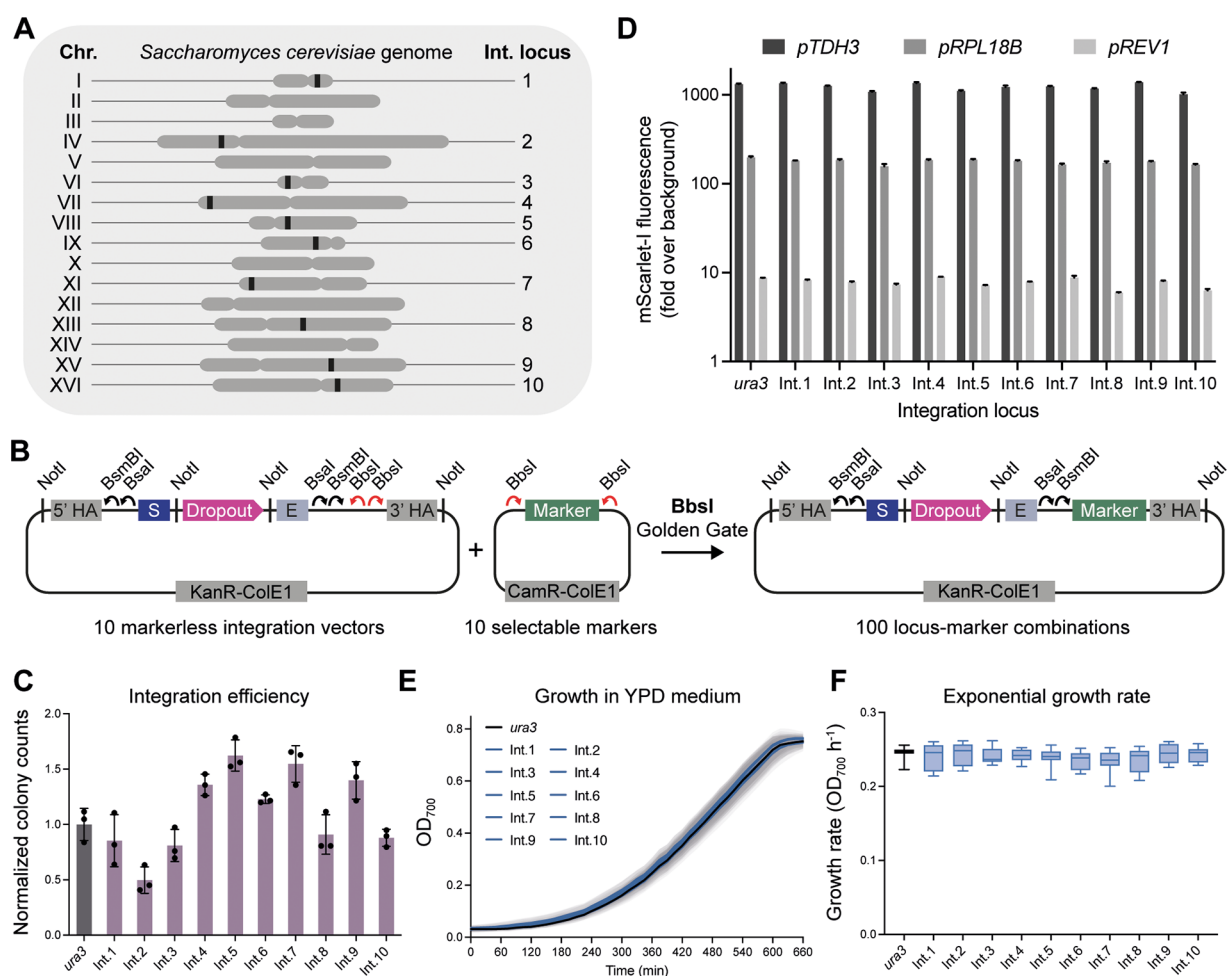 A
Chr. Saccharomyces cerevisiae genome Int. locus
I 1
II
III
IV 2
V
VI 3
VII 4
VIII 5
IX 6
X
XI 7
XII
XIII 8
XIV
XV 9
XVI 10
D
pTDH3 pRPL18B pREV1
mScarlet-I fluorescence
(fold over background)
1000
100
10
1
ura3 Int.1 Int.2 Int.3 Int.4 Int.5 Int.6 Int.7 Int.8 Int.9 Int.10
Integration locus
B
NotI BsmBI BsaI NotI NotI BsaI BsmBI BbsI BbsI NotI
5' HA S Dropout E 3' HA
KanR-ColE1
10 markerless integration vectors
+
BbsI BbsI
Marker
CamR-ColE1
10 selectable markers
BbsI
Golden Gate
NotI BsmBI BsaI NotI NotI BsaI BsmBI NotI
5' HA S Dropout E Marker 3' HA
KanR-ColE1
100 locus-marker combinations
C
Integration efficiency
Normalized colony counts
2.0
1.5
1.0
0.5
0.0
ura3 Int.1 Int.2 Int.3 Int.4 Int.5 Int.6 Int.7 Int.8 Int.9 Int.10
E
Growth in YPD medium
OD700
0.8
0.6
0.4
0.2
0.0
ura3
Int.1 Int.2
Int.3 Int.4
Int.5 Int.6
Int.7 Int.8
Int.9 Int.10
0 60 120 180 240 300 360 420 480 540 600 660
Time (min)
F
Exponential growth rate
Growth rate (OD700 h-1)
0.3
0.2
0.1
0.0
ura3 Int.1 Int.2 Int.3 Int.4 Int.5 Int.6 Int.7 Int.8 Int.9 Int.10